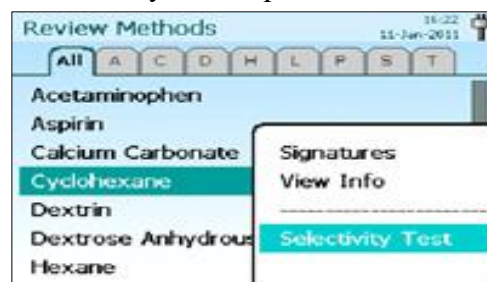 Review Methods
16:22
11-Jan-2011
All A C D H L P S T
Acetaminophen
Aspirin
Calcium Carbonate
Cyclohexane
Dextrin
Dextrose Anhydrous
Hexane
Signatures
View Info
Selectivity Test